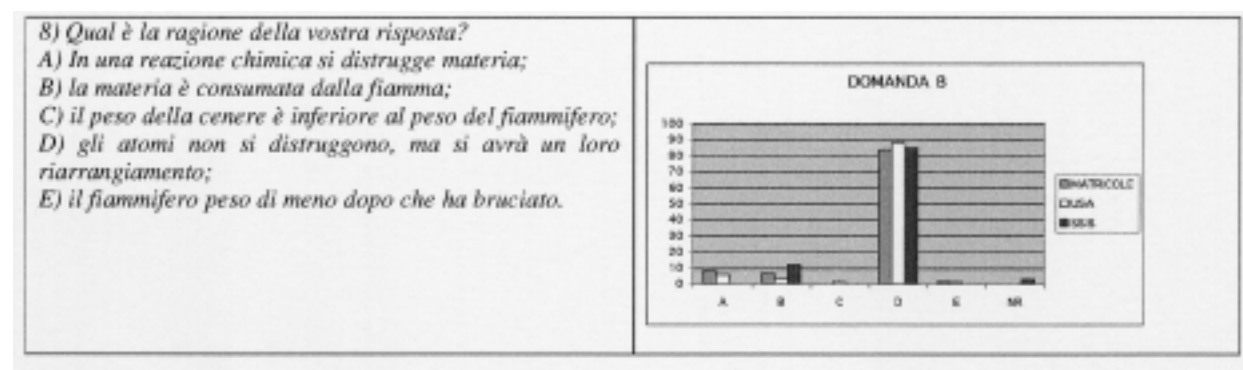 8) Qual è la ragione della vostra risposta?
A) In una reazione chimica si distrugge materia;
B) la materia è consumata dalla fiamma;
C) il peso della cenere è inferiore al peso del fiammifero;
D) gli atomi non si distruggono, ma si avrà un loro
riarrangiamento;
E) il fiammifero peso di meno dopo che ha bruciato.
DOMANDA 8
100
90
80
70
60
50
40
30
20
10
0
A B C D E NR
MATRICOLE
USA
SSIS